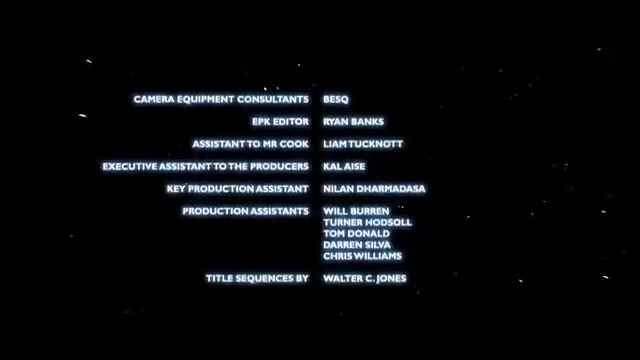 CAMERA EQUIPMENT CONSULTANTS BESQ
EPK EDITOR RYAN BANKS
ASSISTANT TO MR COOK LIAM TUCKNOTT
EXECUTIVE ASSISTANT TO THE PRODUCERS KAL AISE
KEY PRODUCTION ASSISTANT NILAN DHARMADASA
PRODUCTION ASSISTANTS WILL BURREN
TURNER HODSOLL
TOM DONALD
DARREN SILVA
CHRIS WILLIAMS
TITLE SEQUENCES BY WALTER C. JONES